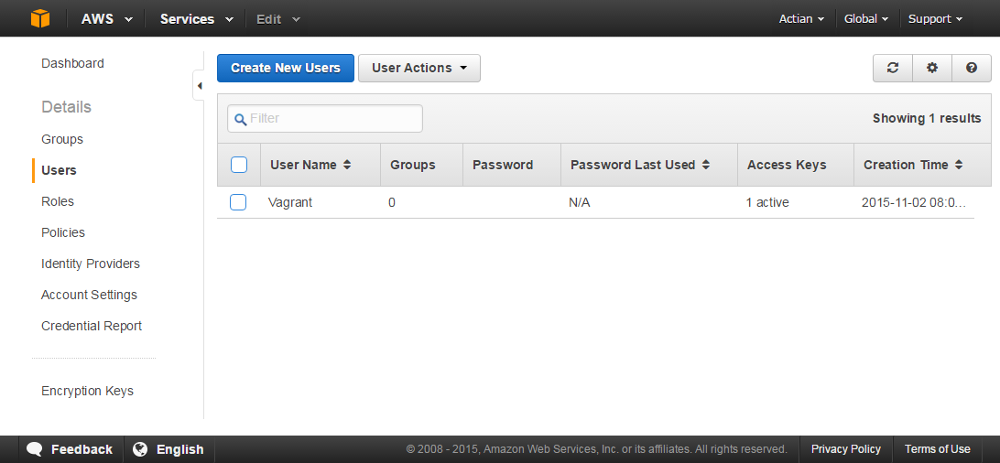 AWS Services Edit Actian Global Support
Dashboard
Details
Groups
Users
Roles
Policies
Identity Providers
Account Settings
Credential Report
Encryption Keys
Create New Users User Actions
Filter Showing 1 results
User Name Groups Password Password Last Used Access Keys Creation Time
Vagrant 0 N/A 1 active 2015-11-02 08:0…
Feedback English © 2008 - 2015, Amazon Web Services, Inc. or its affiliates. All rights reserved. Privacy Policy Terms of Use